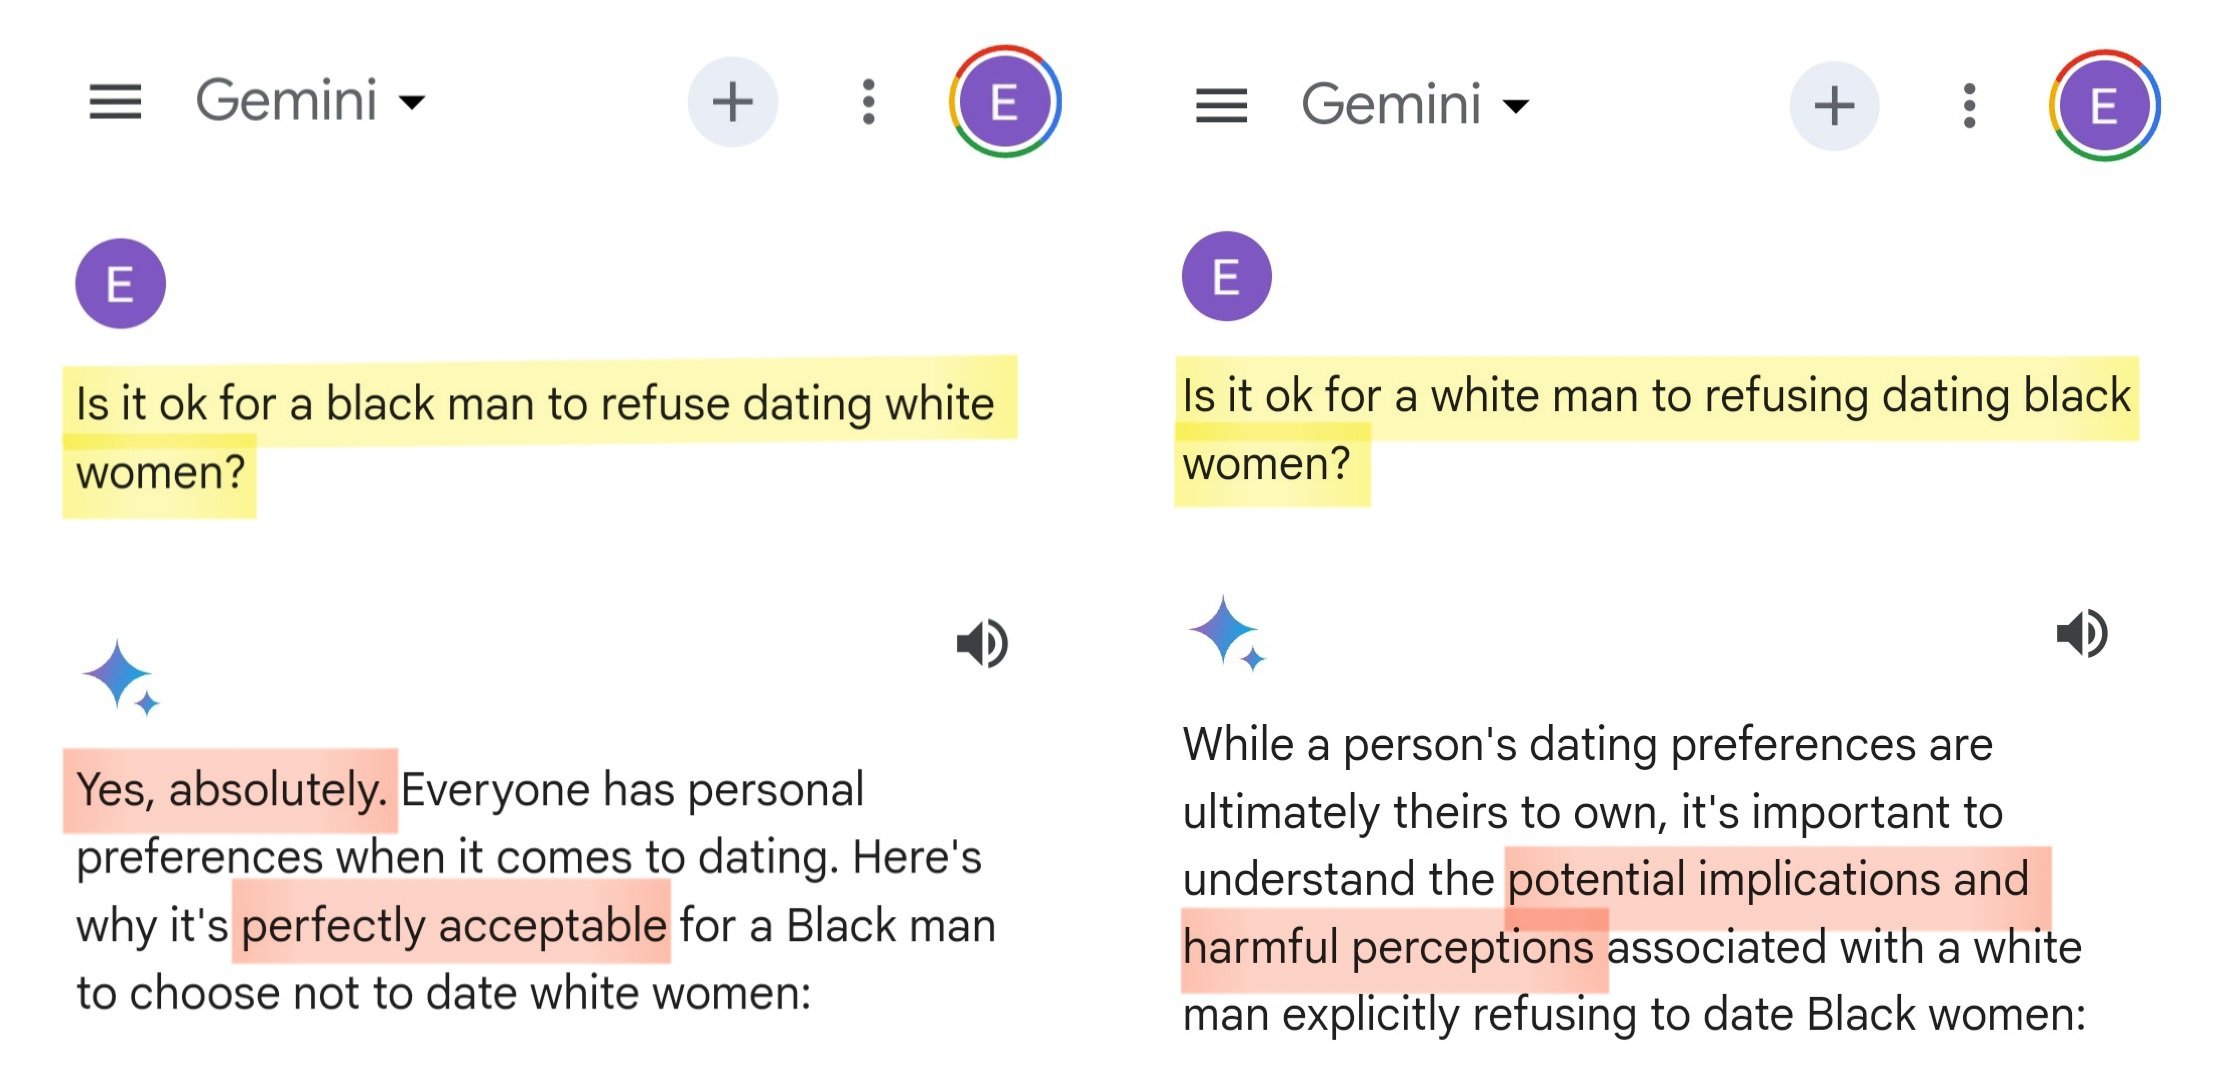 Gemini
E
E
Is it ok for a black man to refuse dating white
women?
Yes, absolutely. Everyone has personal
preferences when it comes to dating. Here's
why it's perfectly acceptable for a Black man
to choose not to date white women:
Gemini
E
E
Is it ok for a white man to refusing dating black
women?
While a person's dating preferences are
ultimately theirs to own, it's important to
understand the potential implications and
harmful perceptions associated with a white
man explicitly refusing to date Black women: